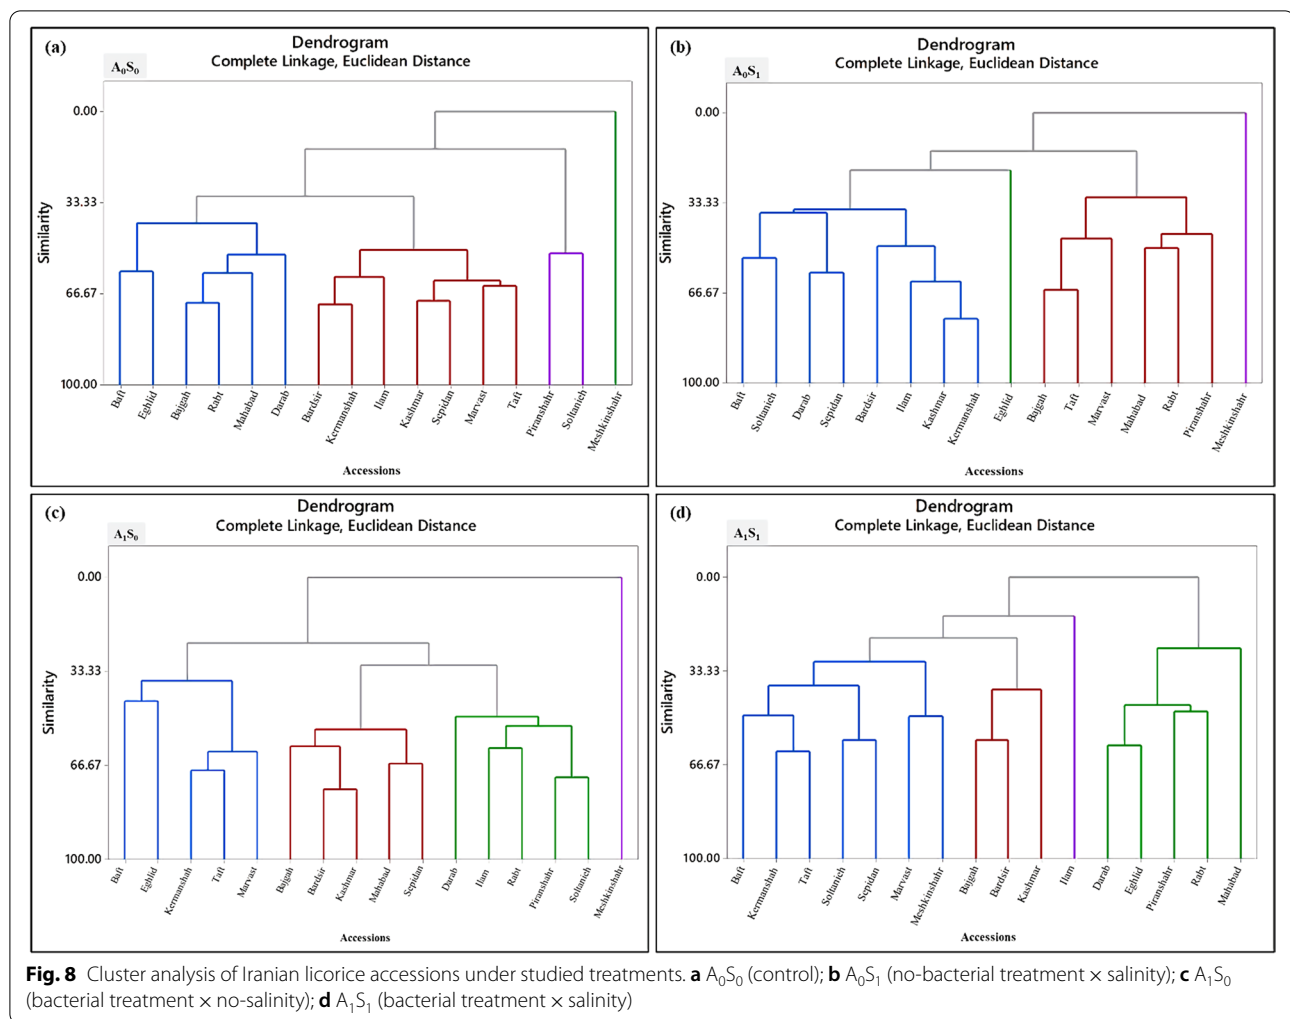 (a)
Dendrogram
Complete Linkage, Euclidean Distance
A0S0
Similarity
0.00
33.33
66.67
100.00
Baft Eghlid Bajgah Rabt Mahabad Darab Bardsir Kermanshah Ilam Kashmar Sepidan Marvast Taft Piranshahr Soltanieh Meshkinshahr
Accessions
(b)
Dendrogram
Complete Linkage, Euclidean Distance
A0S1
Similarity
0.00
33.33
66.67
100.00
Baft Soltanieh Darab Sepidan Bardsir Ilam Kashmar Kermanshah Eghlid Bajgah Taft Marvast Mahabad Rabt Piranshahr Meshkinshahr
Accessions
(c)
Dendrogram
Complete Linkage, Euclidean Distance
A1S0
Similarity
0.00
33.33
66.67
100.00
Baft Eghlid Kermanshah Taft Marvast Bajgah Bardsir Kashmar Mahabad Sepidan Darab Ilam Rabt Piranshahr Soltanieh Meshkinshahr
Accessions
(d)
Dendrogram
Complete Linkage, Euclidean Distance
A1S1
Similarity
0.00
33.33
66.67
100.00
Baft Kermanshah Taft Soltanieh Sepidan Marvast Meshkinshahr Bajgah Bardsir Kashmar Ilam Darab Eghlid Piranshahr Rabt Mahabad
Accessions
Fig. 8 Cluster analysis of Iranian licorice accessions under studied treatments. a A0S0 (control); b A0S1 (no-bacterial treatment × salinity); c A1S0
(bacterial treatment × no-salinity); d A1S1 (bacterial treatment × salinity)